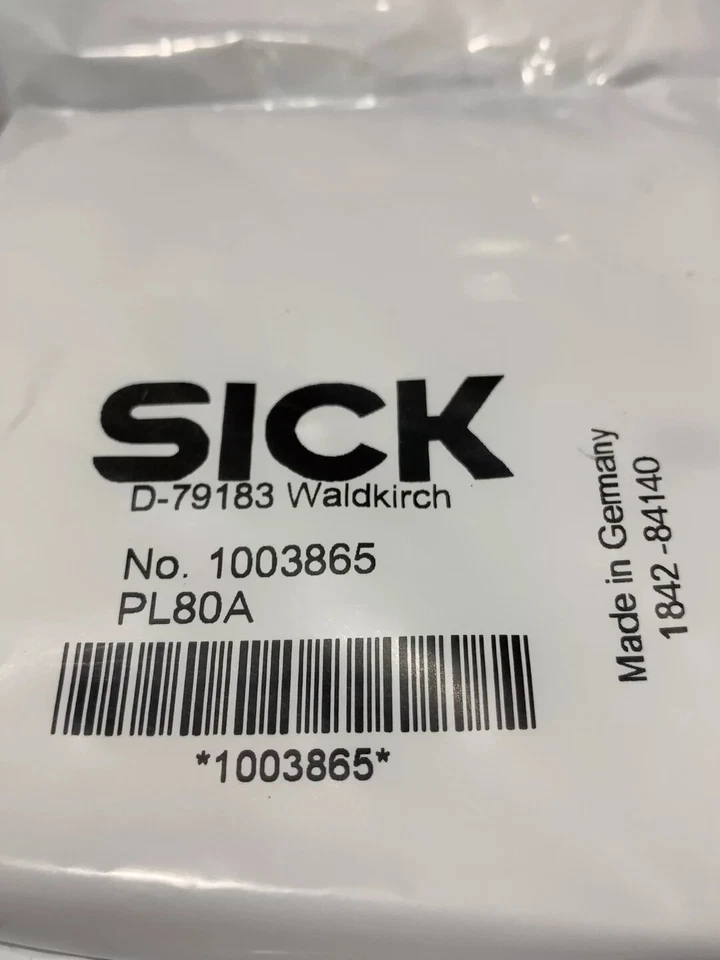 SICK
D-79183 Waldkirch
No. 1003865
PL80A
*1003865*
Made in Germany
1842 -84140